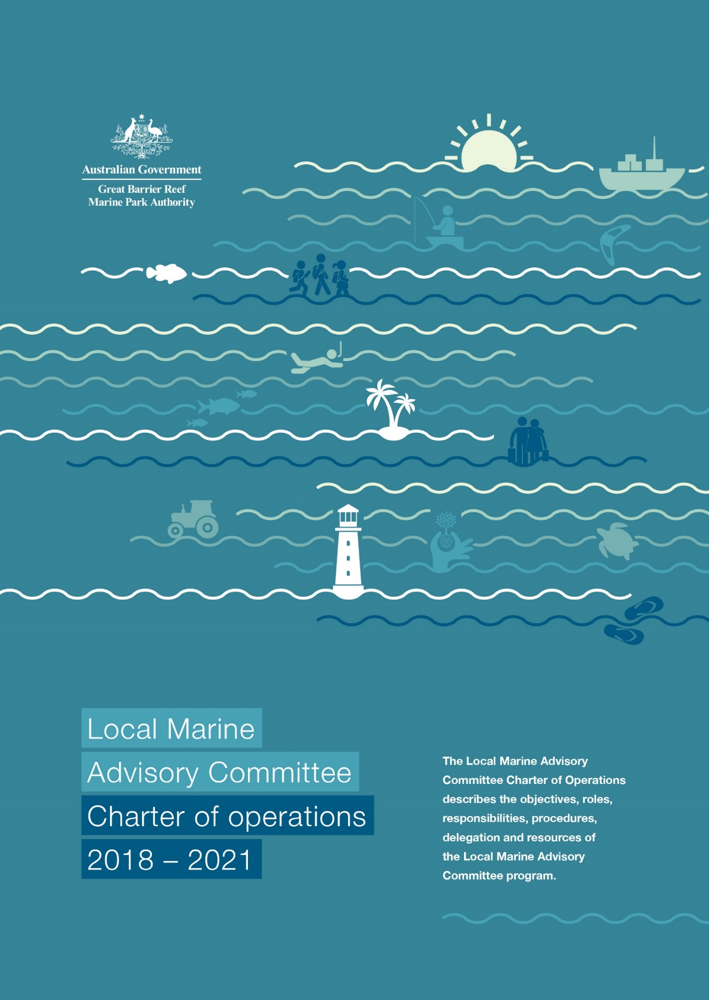 AUSTRALIA
Australian Government
Great Barrier Reef
Marine Park Authority
Local Marine
Advisory Committee
Charter of operations
2018 – 2021
The Local Marine Advisory
Committee Charter of Operations
describes the objectives, roles,
responsibilities, procedures,
delegation and resources of
the Local Marine Advisory
Committee program.